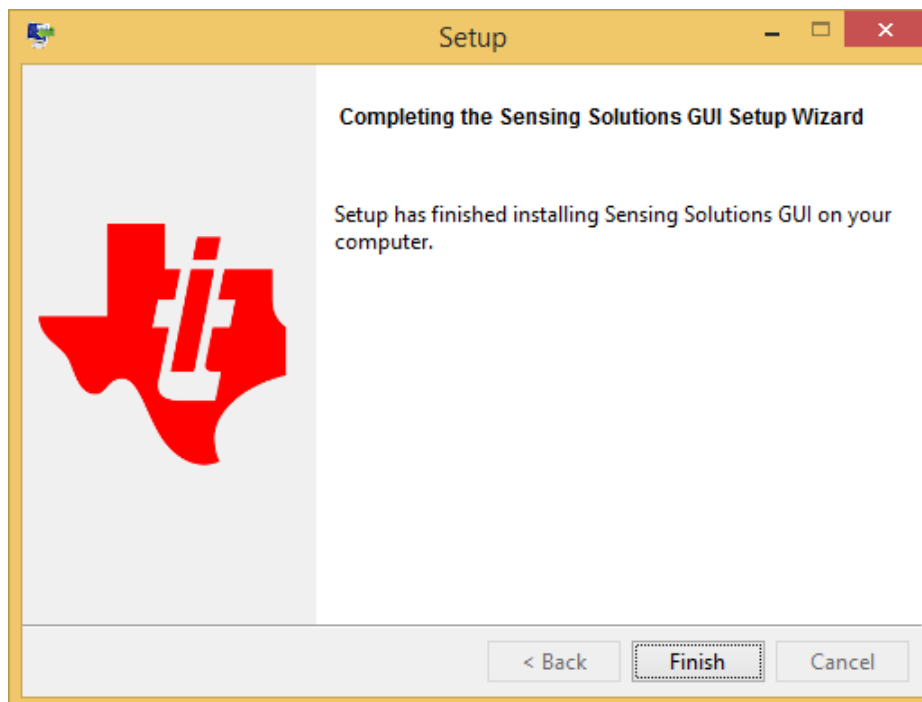 Setup
Completing the Sensing Solutions GUI Setup Wizard
Setup has finished installing Sensing Solutions GUI on your
computer.
ti
< Back
Finish
Cancel